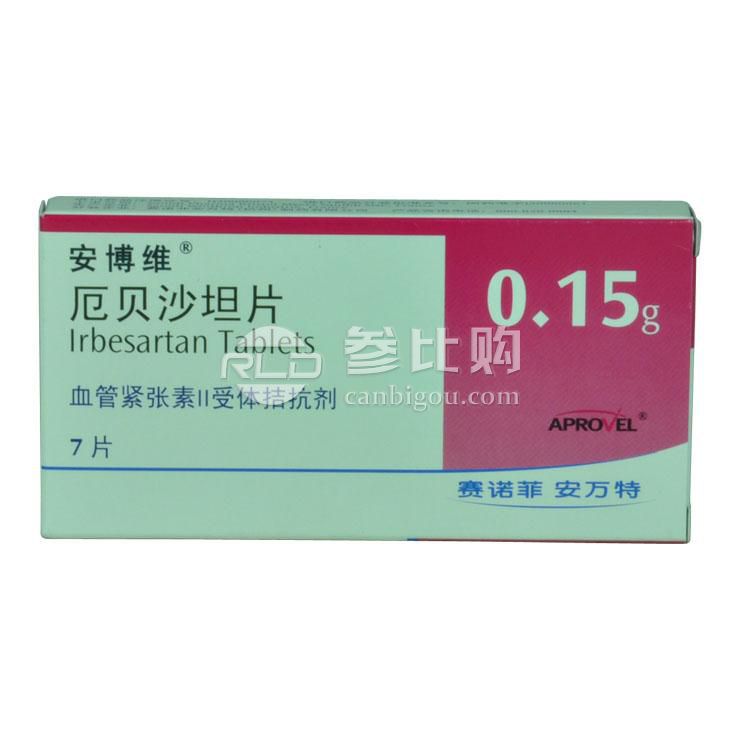 安博维®
厄贝沙坦片
Irbesartan Tablets
血管紧张素II受体拮抗剂
7片
0.15g
APROVEL®
赛诺菲 安万特
RLD 参比购
canbigou.com